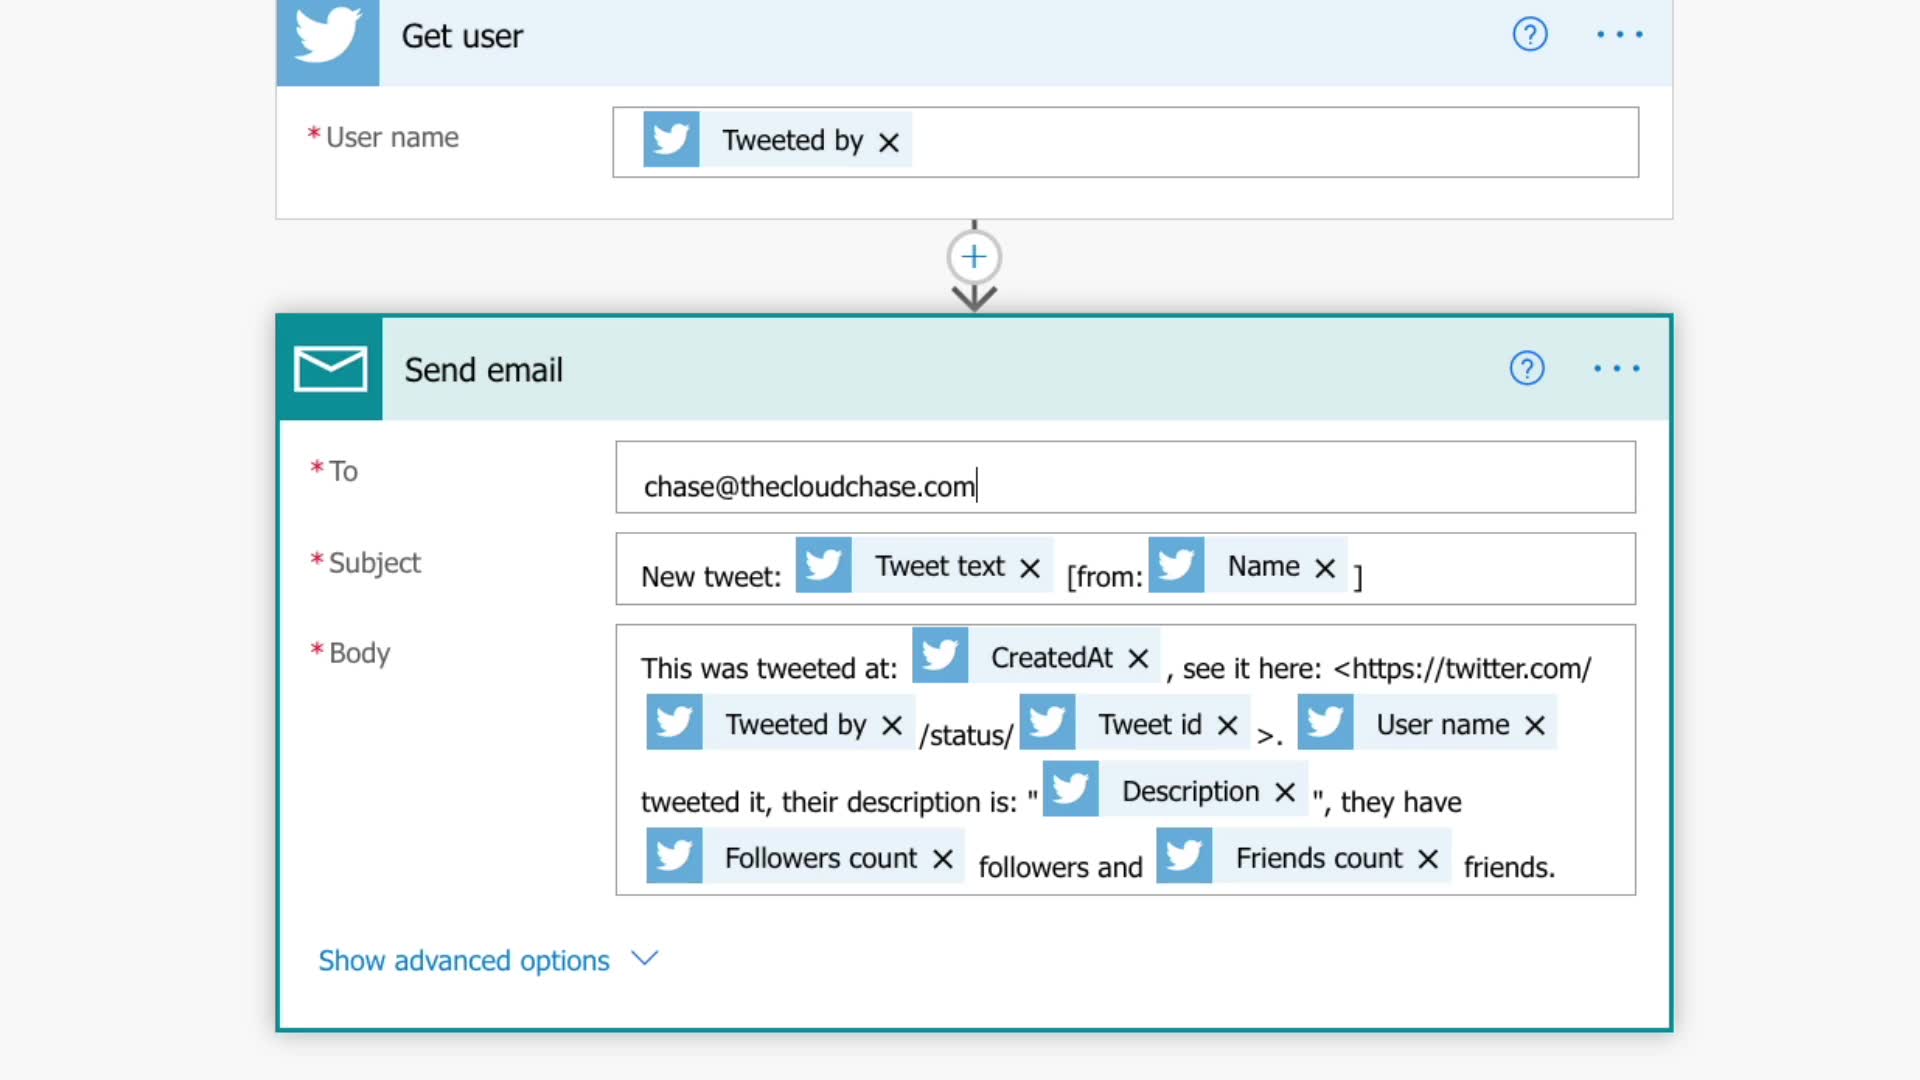 Get user
* User name
Tweeted by
Send email
* To
chase@thecloudchase.com
* Subject
New tweet: Tweet text [from: Name ]
* Body
This was tweeted at: CreatedAt , see it here: <https://twitter.com/
Tweeted by /status/ Tweet id >. User name
tweeted it, their description is: " Description ", they have
Followers count followers and Friends count friends.
Show advanced options